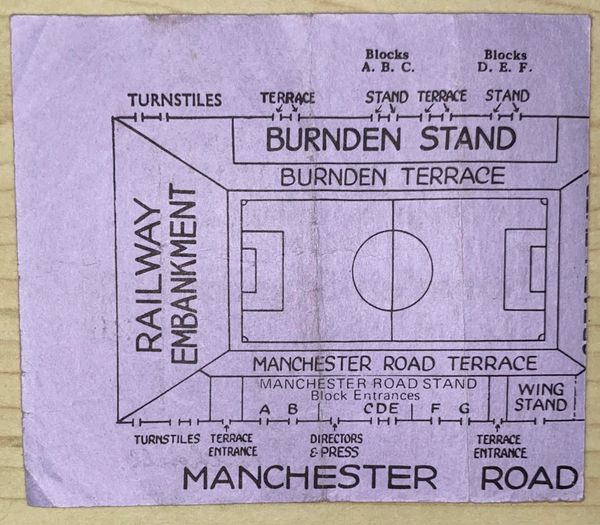 Blocks
A. B. C.
Blocks
D. E. F.
TURNSTILES
TERRACE
STAND
TERRACE
STAND
BURNDEN STAND
BURNDEN TERRACE
RAILWAY
EMBANKMENT
MANCHESTER ROAD TERRACE
MANCHESTER ROAD STAND
Block Entrances
A B CDE F G
WING
STAND
TURNSTILES
TERRACE
ENTRANCE
DIRECTORS
& PRESS
TERRACE
ENTRANCE
MANCHESTER ROAD